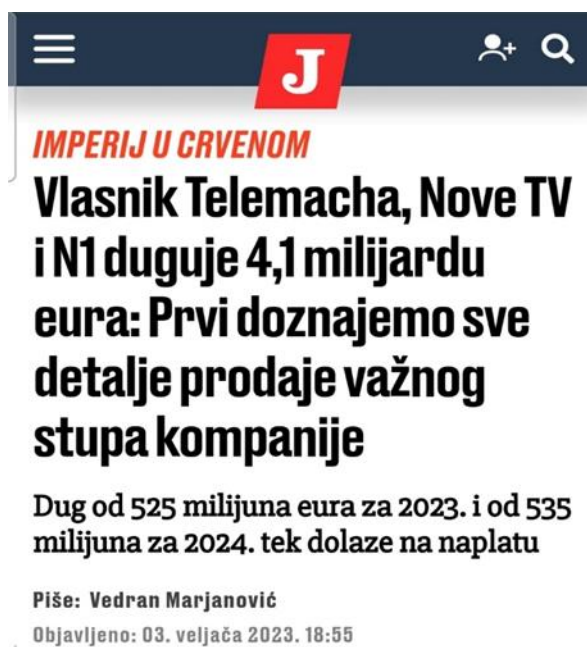 J
IMPERIJ U CRVENOM
Vlasnik Telemacha, Nove TV
i N1 duguje 4,1 milijardu
eura: Prvi doznajemo sve
detalje prodaje važnog
stupa kompanije
Dug od 525 milijuna eura za 2023. i od 535
milijuna za 2024. tek dolaze na naplatu
Piše: Vedran Marjanović
Objavljeno: 03. veljača 2023. 18:55